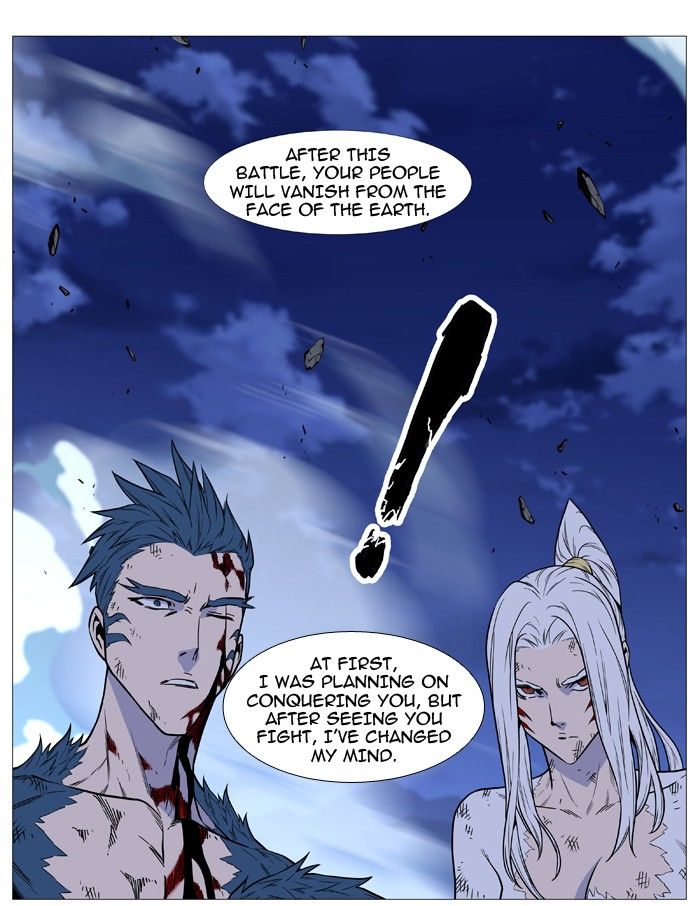 AFTER THIS
BATTLE, YOUR PEOPLE
WILL VANISH FROM THE
FACE OF THE EARTH.
!
AT FIRST,
I WAS PLANNING ON
CONQUERING YOU, BUT
AFTER SEEING YOU
FIGHT, I'VE CHANGED
MY MIND.